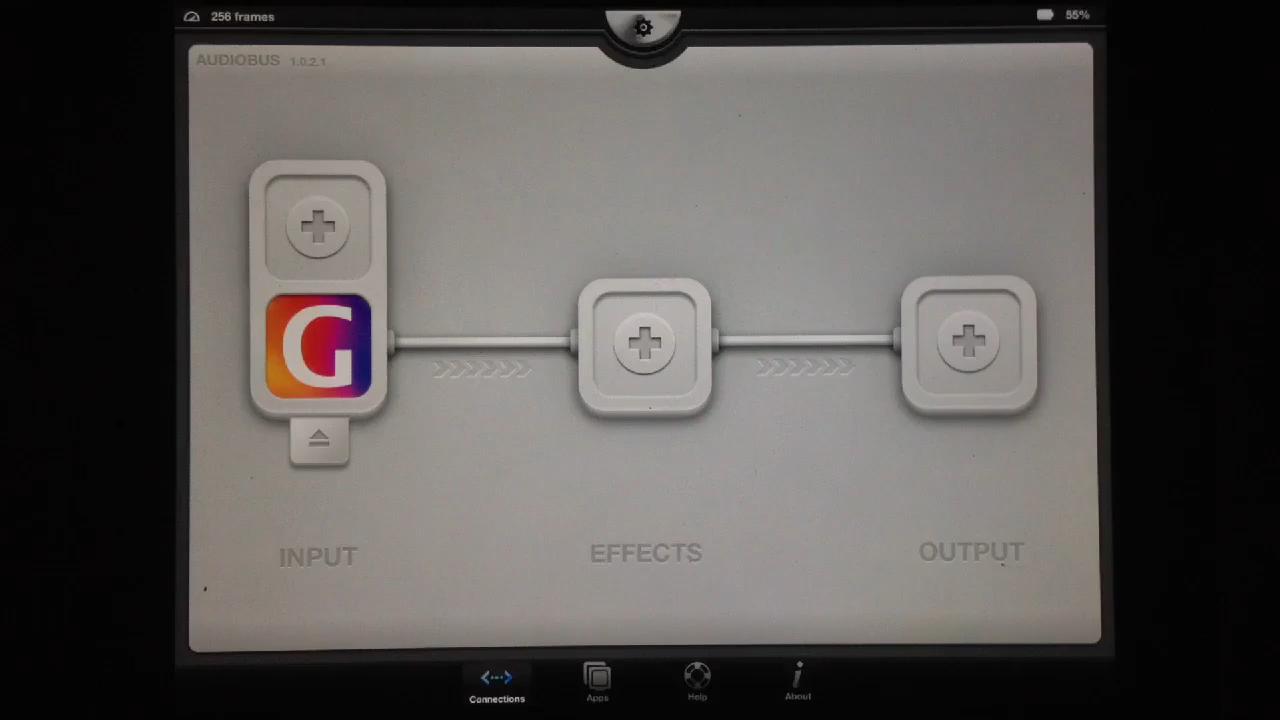 256 frames
55%
AUDIOBUS 1.0.2.1
G
INPUT
EFFECTS
OUTPUT
Connections
Apps
Help
About